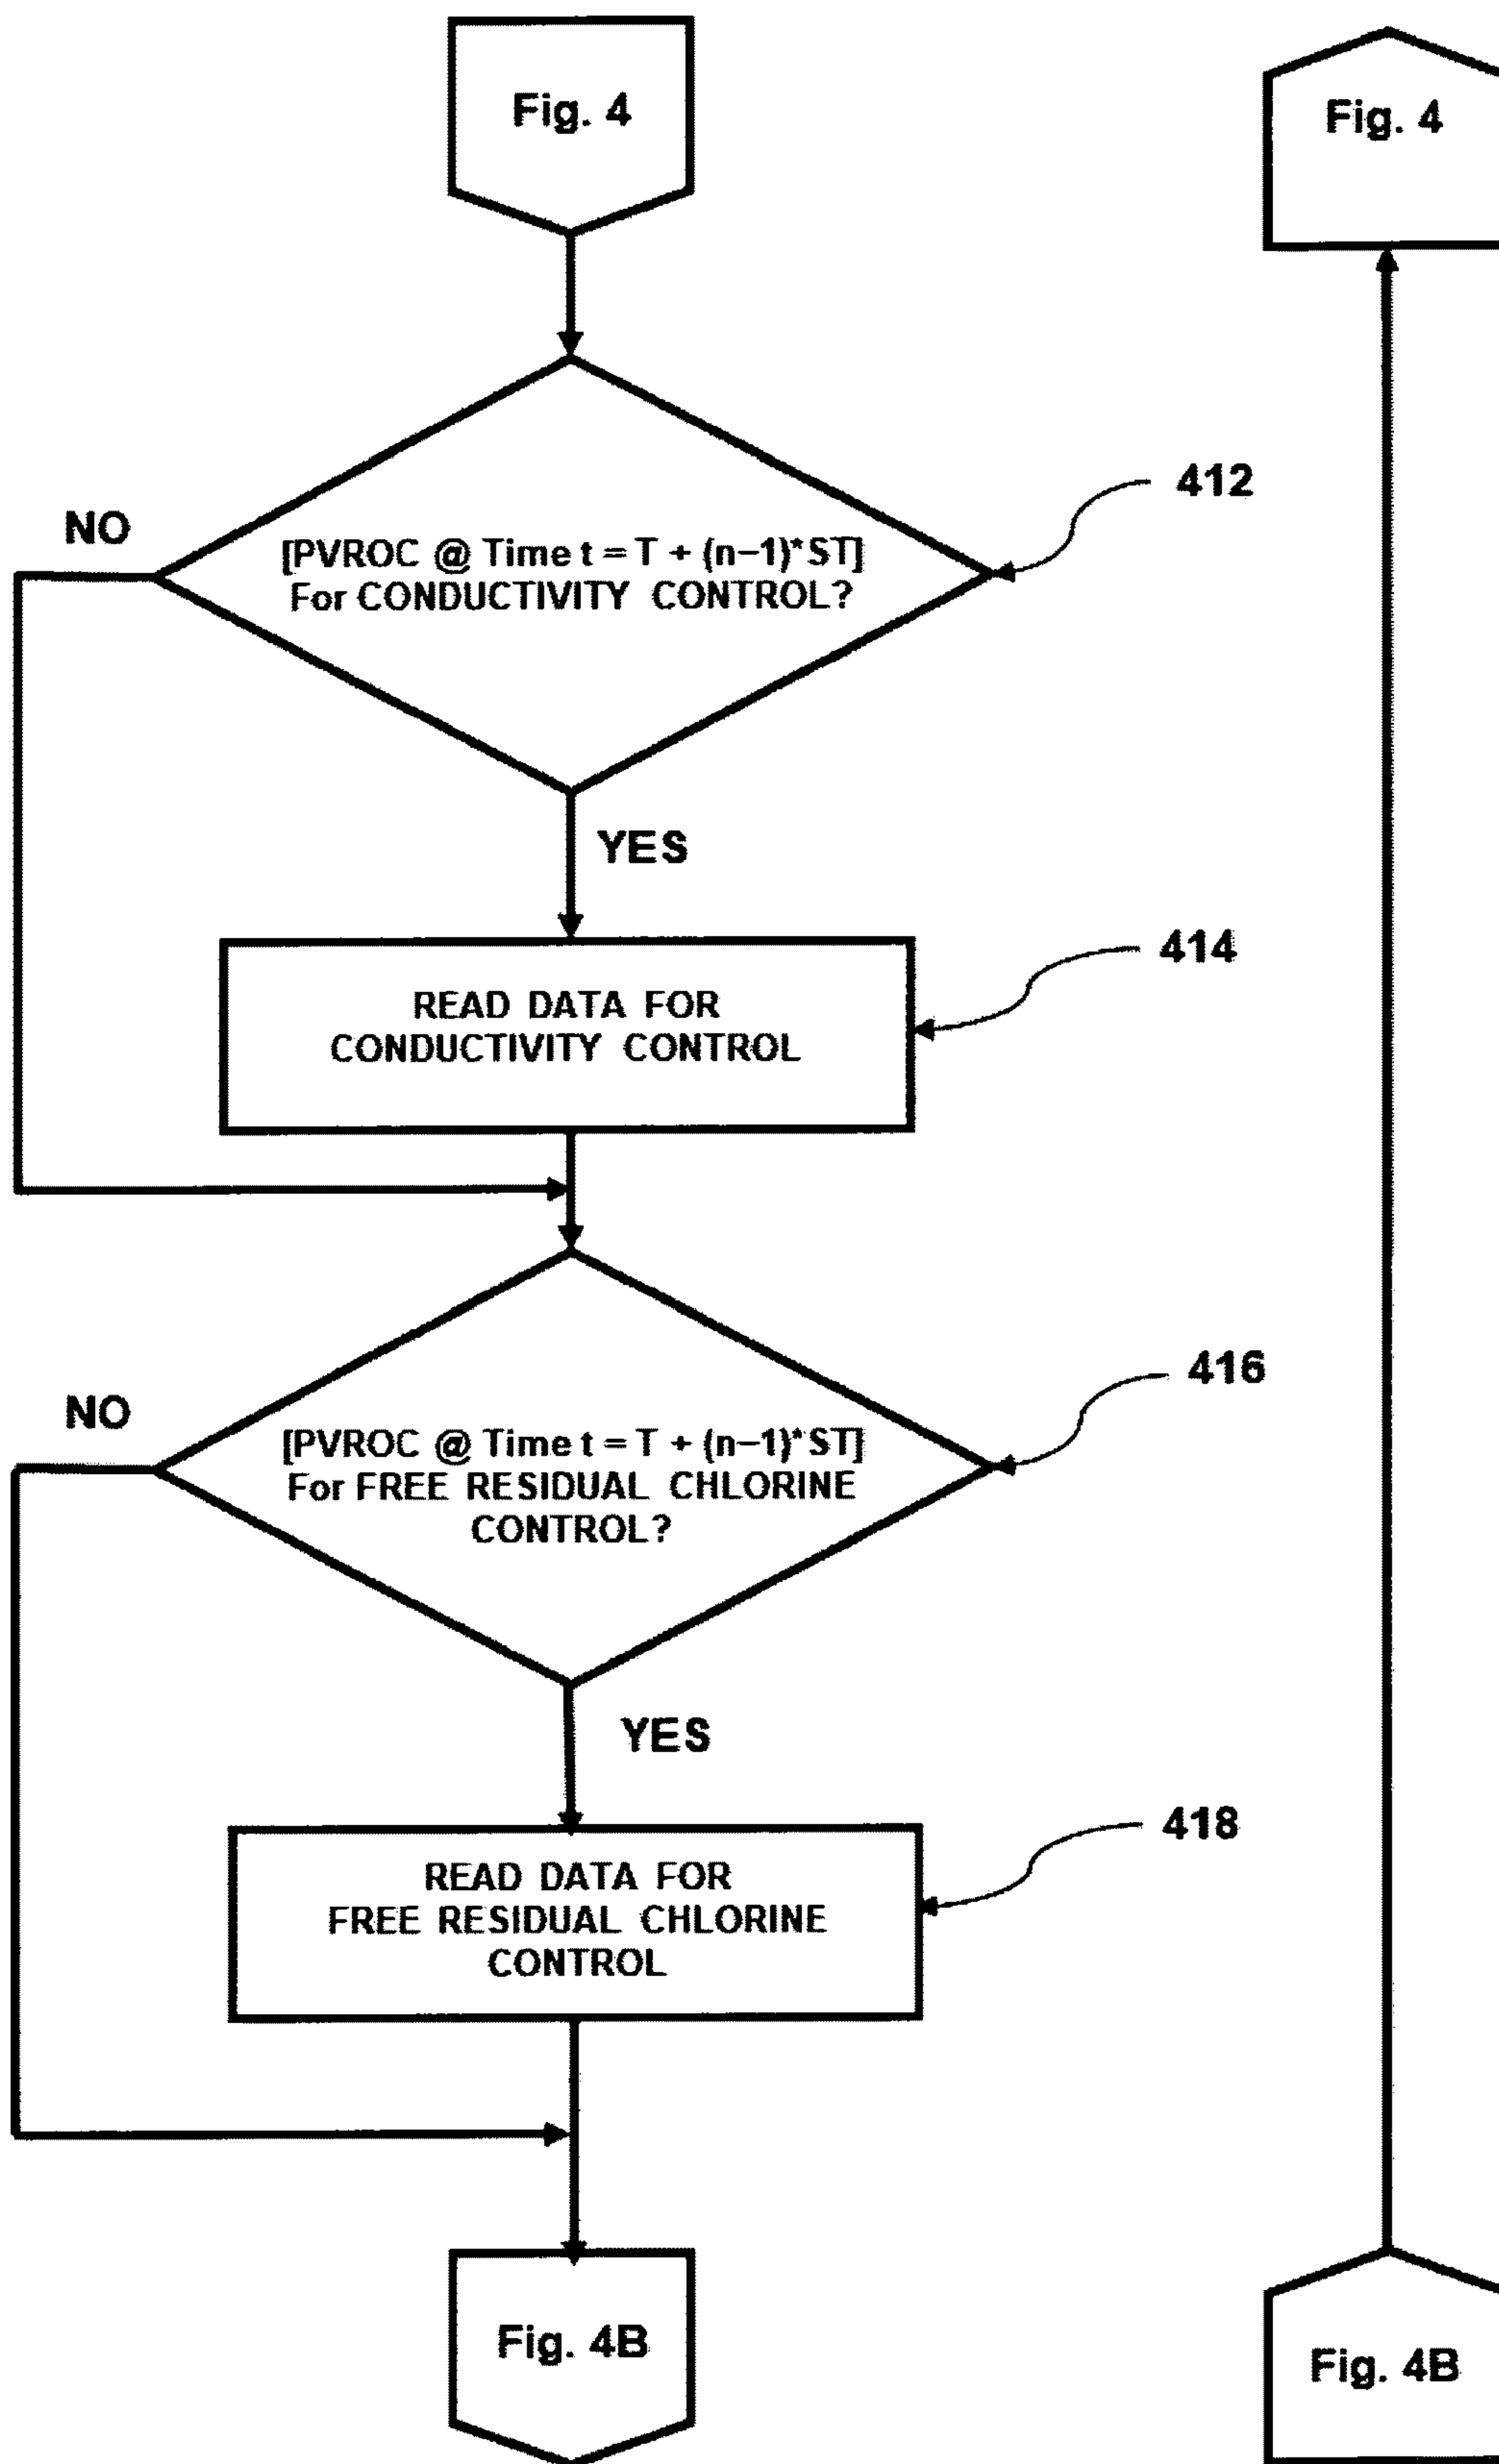 Fig. 4
Fig. 4
412
NO
[PVROC @ Time t = T + (n−1)* ST]
For CONDUCTIVITY CONTROL?
YES
414
READ DATA FOR
CONDUCTIVITY CONTROL
416
NO
[PVROC @ Time t = T + (n−1)* ST]
For FREE RESIDUAL CHLORINE
CONTROL?
YES
418
READ DATA FOR
FREE RESIDUAL CHLORINE
CONTROL
Fig. 4B
Fig. 4B